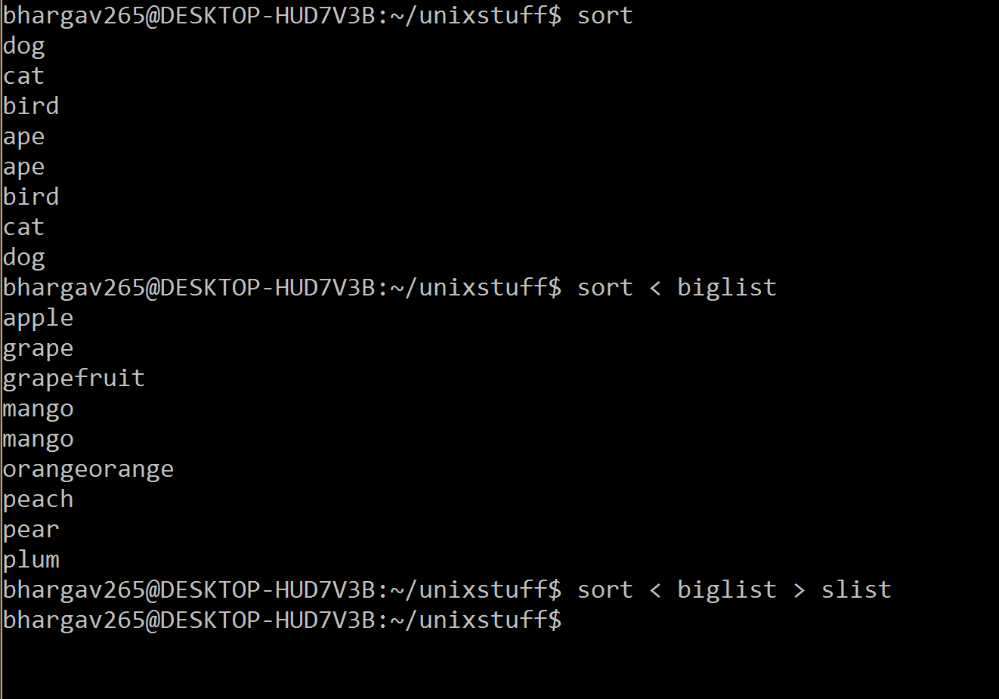 bhargav265@DESKTOP-HUD7V3B:~/unixstuff$ sort
dog
cat
bird
ape
ape
bird
cat
dog
bhargav265@DESKTOP-HUD7V3B:~/unixstuff$ sort < biglist
apple
grape
grapefruit
mango
mango
orangeorange
peach
pear
plum
bhargav265@DESKTOP-HUD7V3B:~/unixstuff$ sort < biglist > slist
bhargav265@DESKTOP-HUD7V3B:~/unixstuff$